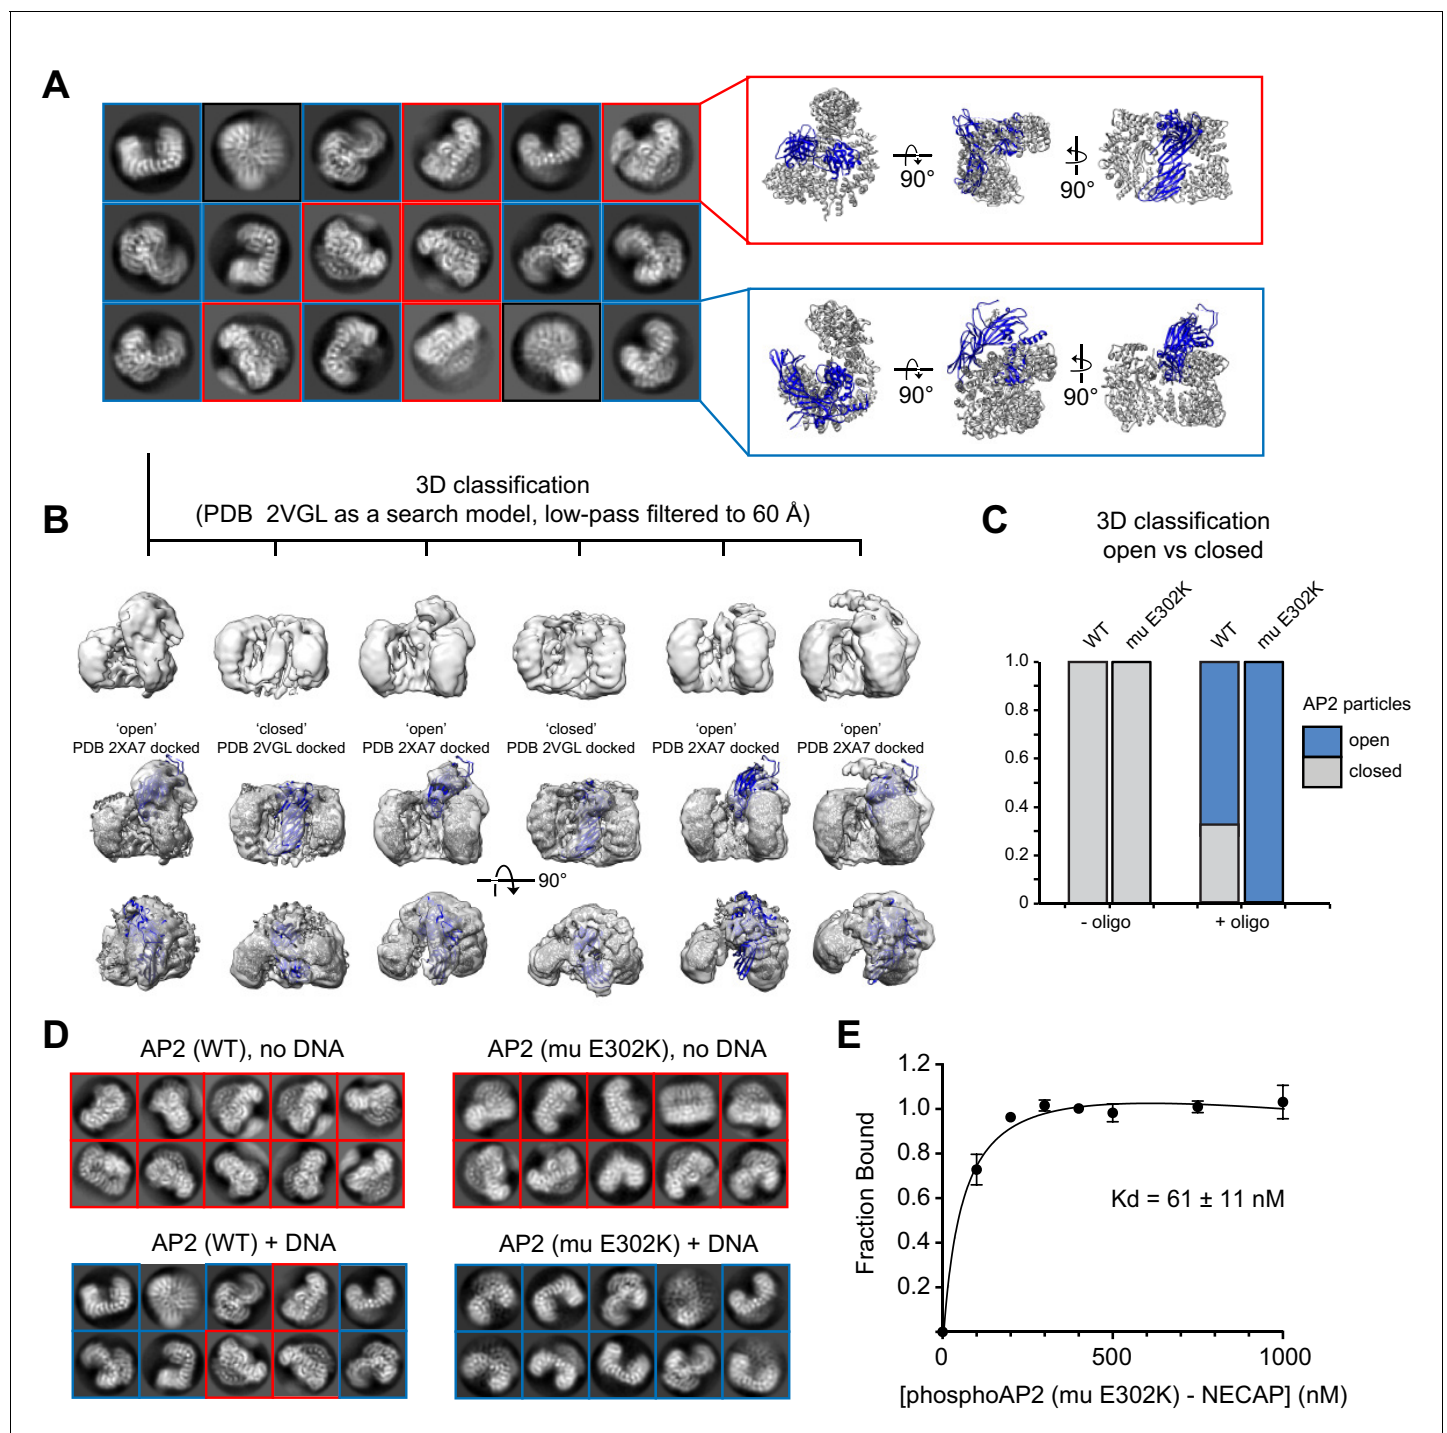 A
90°
90°
90°
90°
3D classification
(PDB 2VGL as a search model, low-pass filtered to 60 Å)
B
'open'
PDB 2XA7 docked
'closed'
PDB 2VGL docked
'open'
PDB 2XA7 docked
'closed'
PDB 2VGL docked
'open'
PDB 2XA7 docked
'open'
PDB 2XA7 docked
90°
C
3D classification
open vs closed
WT
mu E302K
WT
mu E302K
1.0
0.8
0.6
0.4
0.2
0
- oligo
+ oligo
AP2 particles
open
closed
D
AP2 (WT), no DNA
AP2 (mu E302K), no DNA
AP2 (WT) + DNA
AP2 (mu E302K) + DNA
E
Fraction Bound
1.2
1.0
0.8
0.6
0.4
0.2
Kd = 61 ± 11 nM
0
500
1000
[phosphoAP2 (mu E302K) - NECAP] (nM)